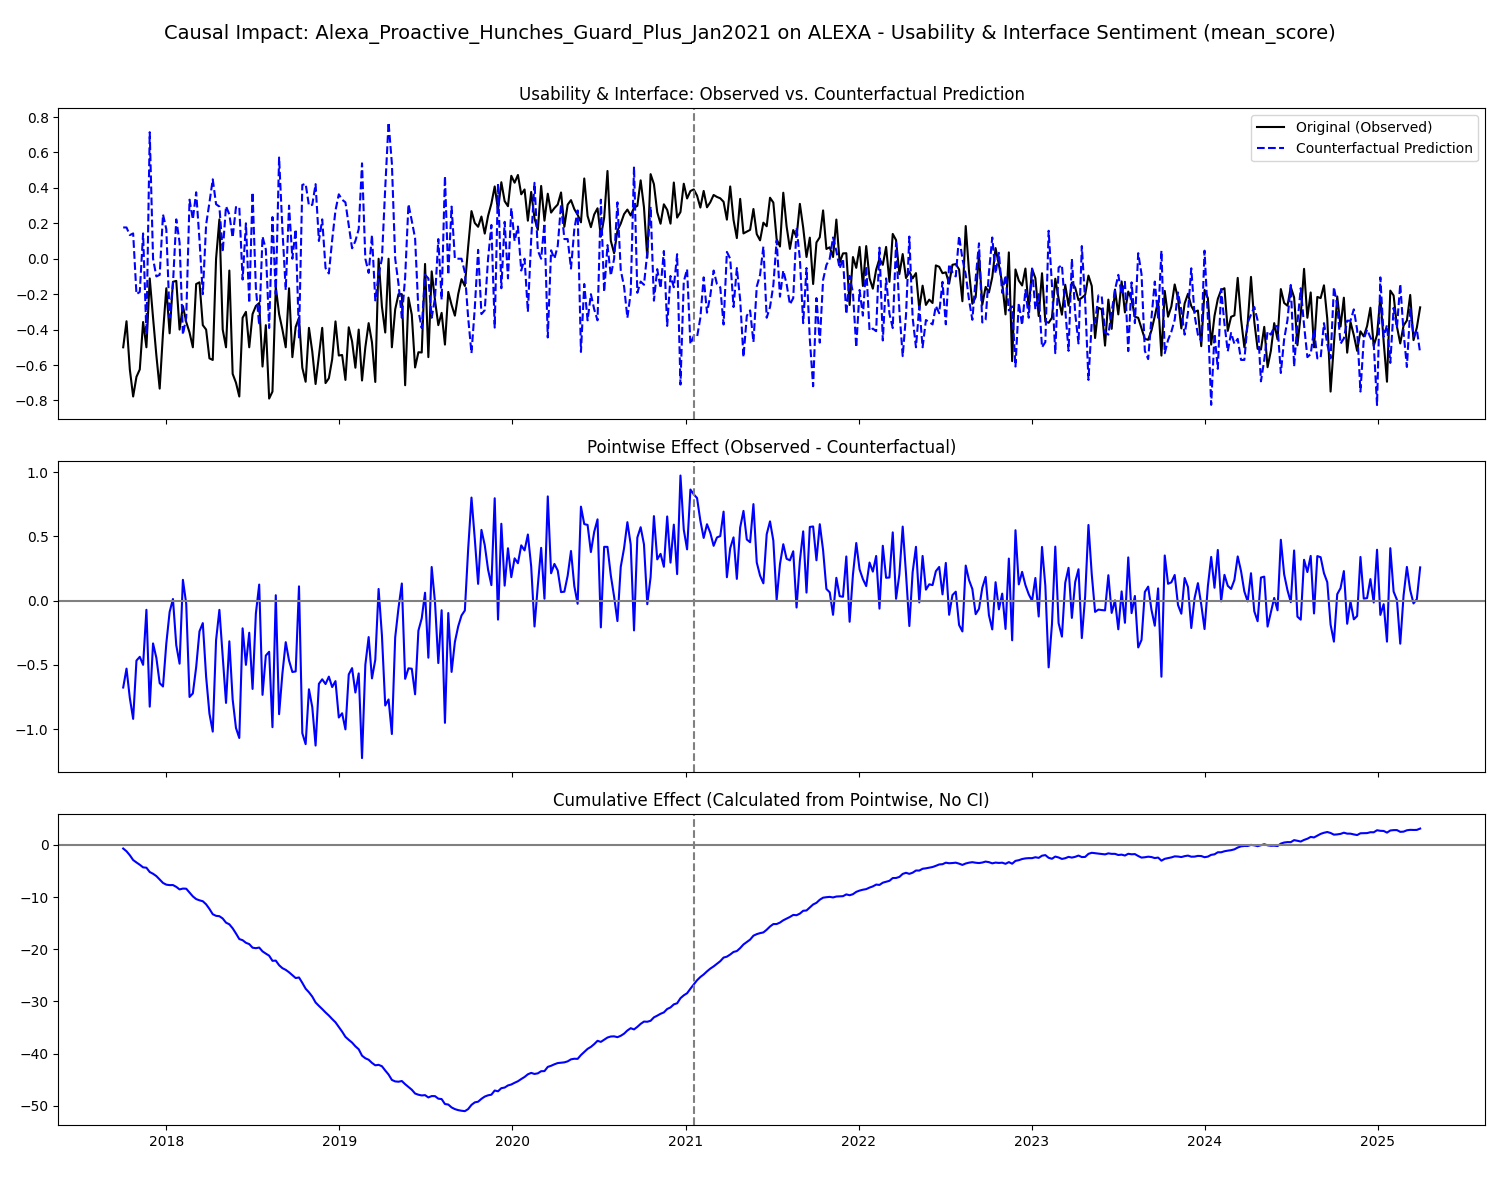 Causal Impact: Alexa_Proactive_Hunches_Guard_Plus_Jan2021 on ALEXA - Usability & Interface Sentiment (mean_score)
Usability & Interface: Observed vs. Counterfactual Prediction
Original (Observed)
Counterfactual Prediction
0.8
0.6
0.4
0.2
0.0
−0.2
−0.4
−0.6
−0.8
Pointwise Effect (Observed - Counterfactual)
1.0
0.5
0.0
−0.5
−1.0
Cumulative Effect (Calculated from Pointwise, No CI)
0
−10
−20
−30
−40
−50
2018 2019 2020 2021 2022 2023 2024 2025